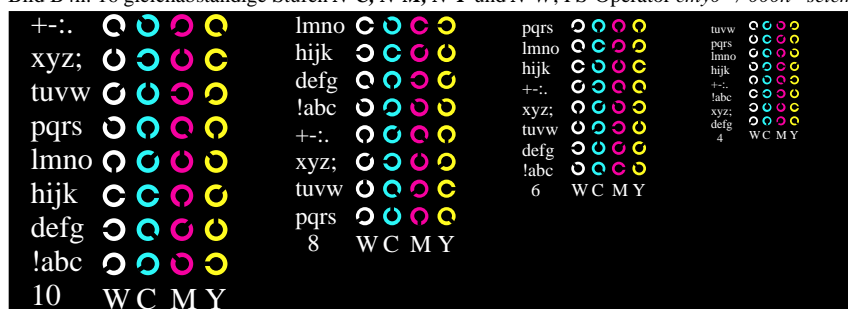 +-:.
xyz;
tuvw
pqrs
lmno
hijk
defg
!abc
10 W C M Y
lmno
hijk
defg
!abc
+-:.
xyz;
tuvw
pqrs
8 W C M Y
pqrs
lmno
hijk
+-:.
xyz;
tuvw
defg
!abc
6 W C M Y
tuvw
pqrs
lmno
hijk
+-:.
!abc
xyz;
defg
4 W C M Y